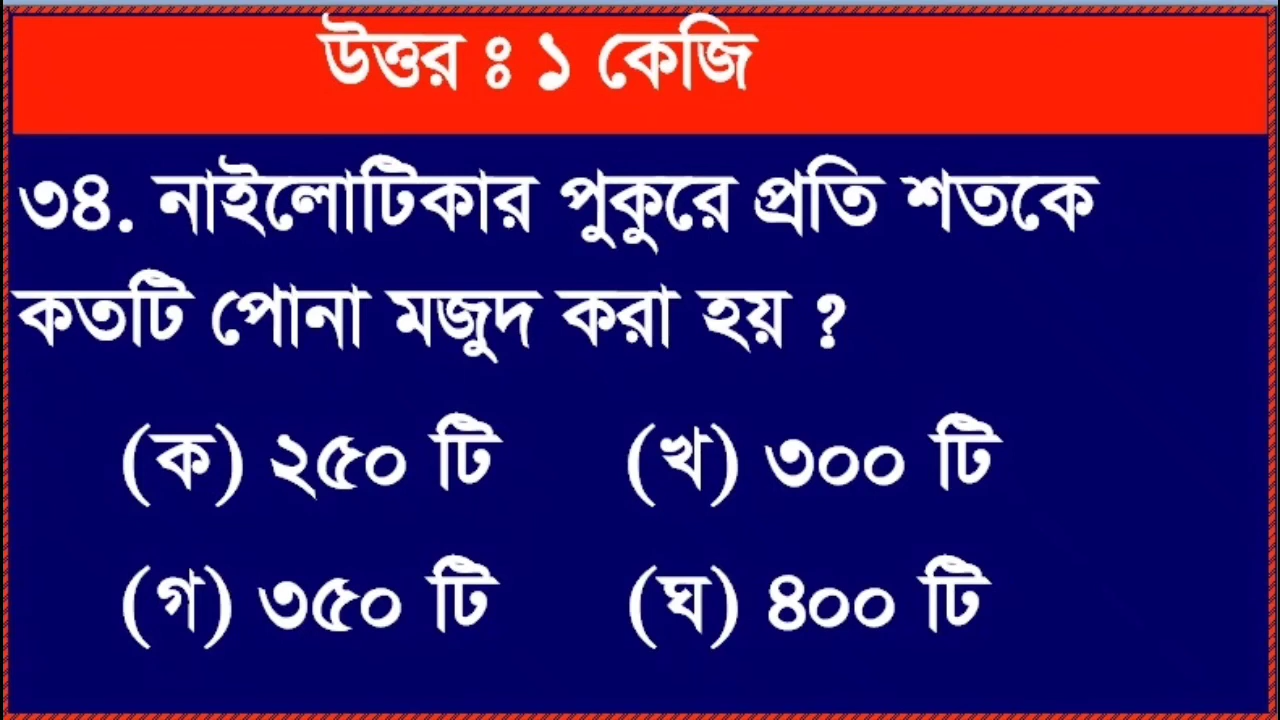 উত্তর ঃ ১ কেজি
৩৪. নাইলোটিকার পুকুরে প্রতি শতকে
কতটি পোনা মজুদ করা হয় ?
(ক) ২৫০ টি (খ) ৩০০ টি
(গ) ৩৫০ টি (ঘ) ৪০০ টি